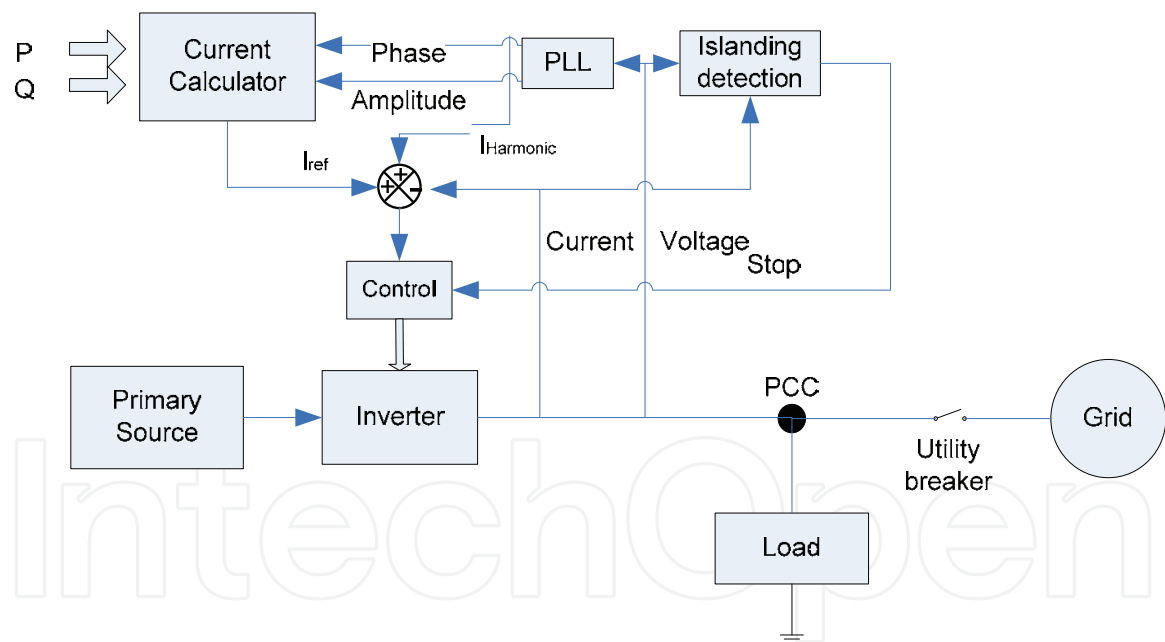 P
Q
Current
Calculator
Phase
Amplitude
PLL
Islanding
detection
IHarmonic
Iref
+
+
-
Current
Voltage
Stop
Control
Primary
Source
Inverter
PCC
Utility
breaker
Grid
Load
IntechOpen